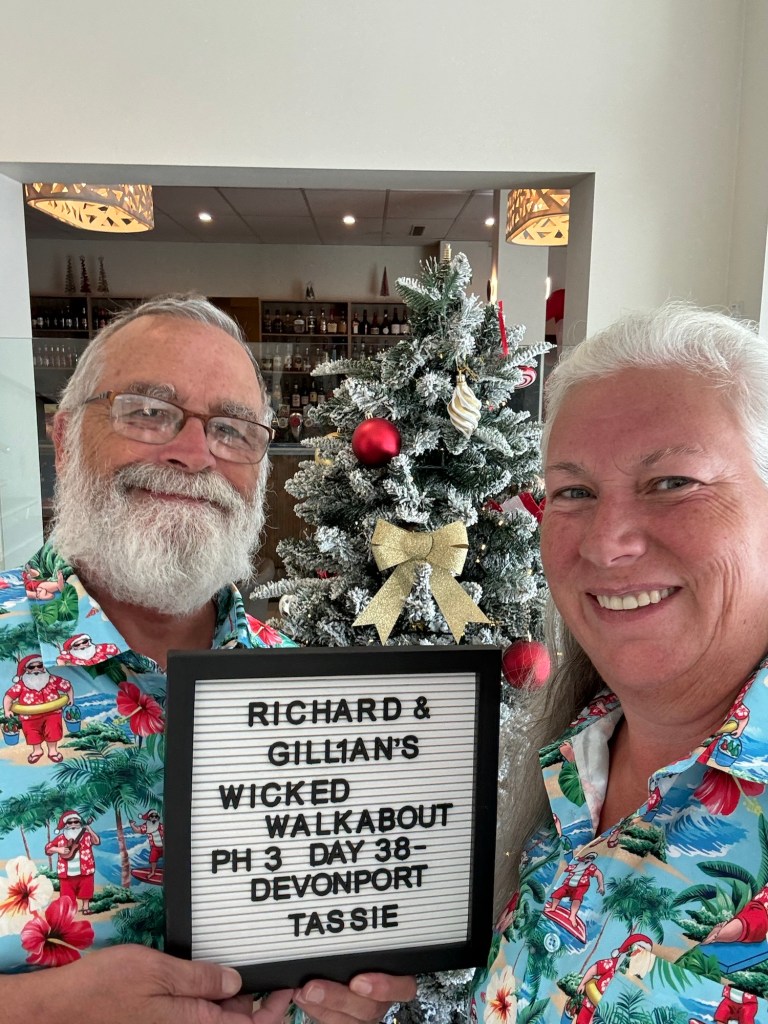 RICHARD &
GILL1AN'S
WICKED
WALKABOUT
PH 3 DAY 38-
DEVONPORT
TASSIE